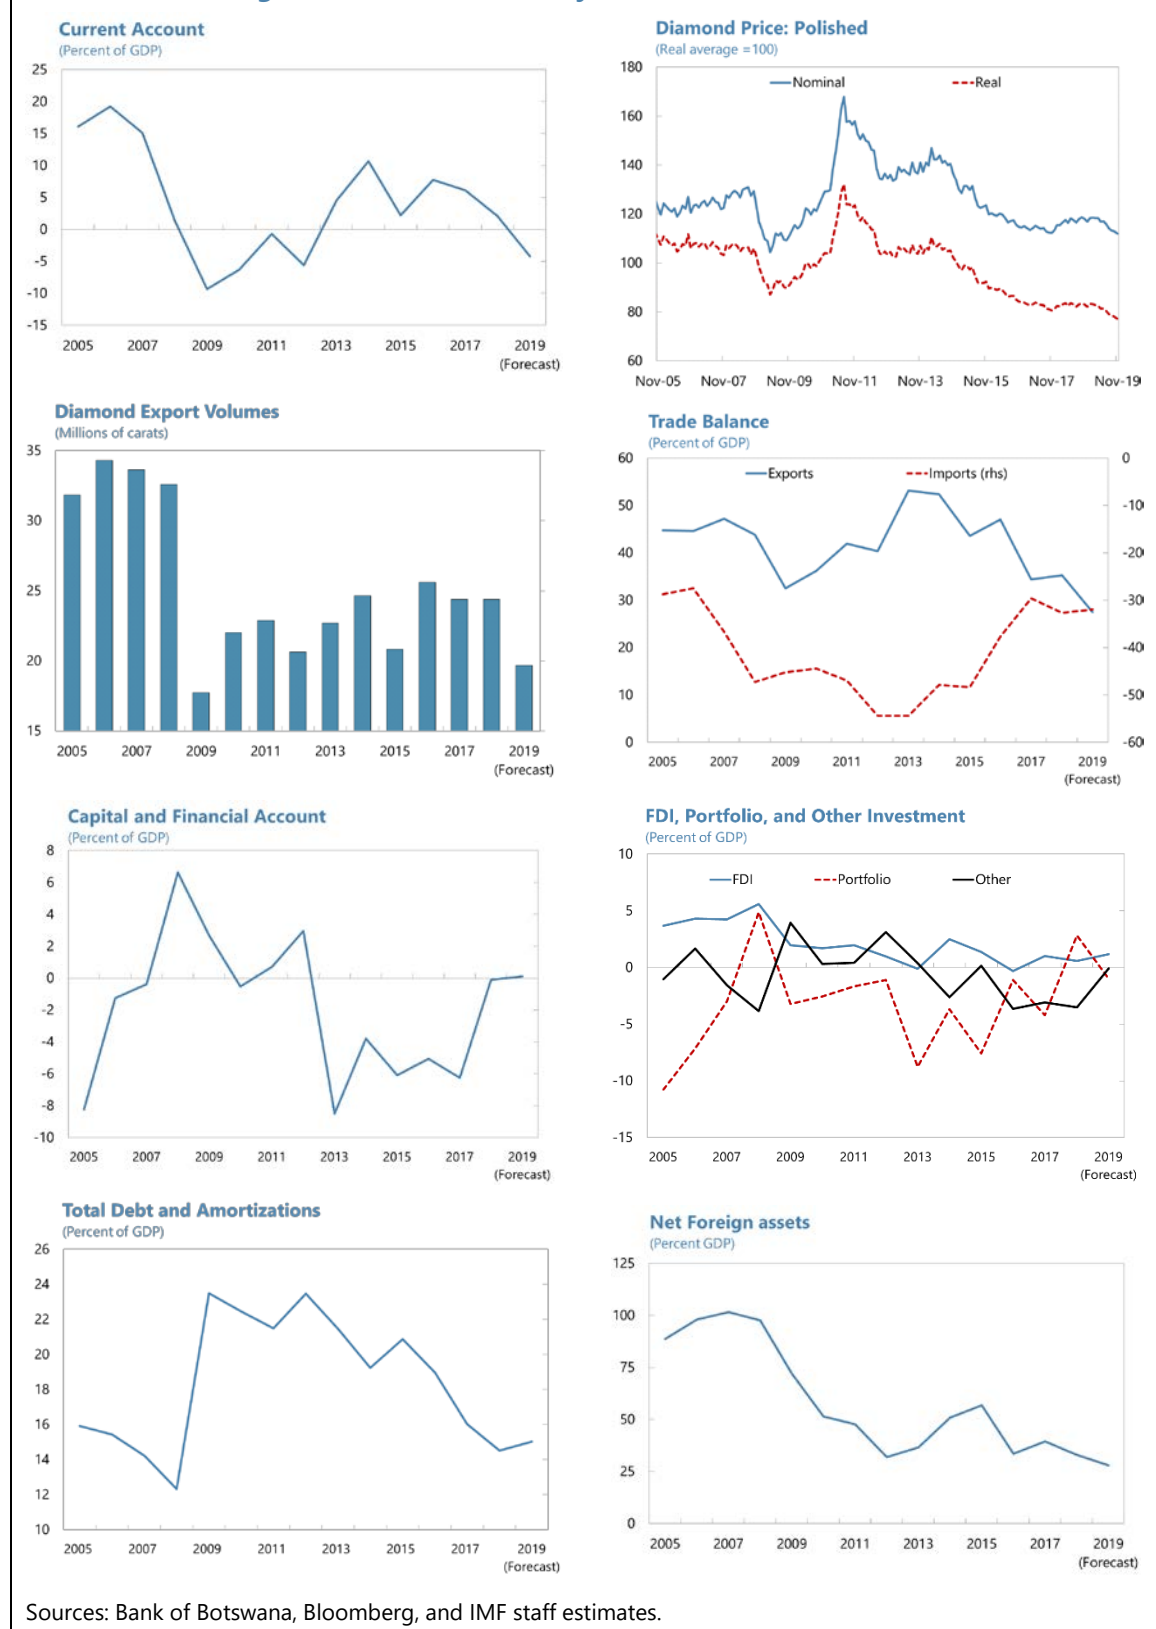 Current Account
(Percent of GDP)
25
20
15
10
5
0
-5
-10
-15
2005 2007 2009 2011 2013 2015 2017 2019
(Forecast)
Diamond Price: Polished
(Real average =100)
180
160
140
120
100
80
60
Nominal Real
Nov-05 Nov-07 Nov-09 Nov-11 Nov-13 Nov-15 Nov-17 Nov-19
Diamond Export Volumes
(Millions of carats)
35
30
25
20
15
2005 2007 2009 2011 2013 2015 2017 2019
(Forecast)
Trade Balance
(Percent of GDP)
60 0
Exports Imports (rhs)
50 -10
40 -20
30 -30
20 -40
10 -50
0 -60
2005 2007 2009 2011 2013 2015 2017 2019
(Forecast)
Capital and Financial Account
(Percent of GDP)
8
6
4
2
0
-2
-4
-6
-8
-10
2005 2007 2009 2011 2013 2015 2017 2019
(Forecast)
FDI, Portfolio, and Other Investment
(Percent of GDP)
10
FDI Portfolio Other
5
0
-5
-10
-15
2005 2007 2009 2011 2013 2015 2017 2019
(Forecast)
Total Debt and Amortizations
(Percent of GDP)
26
24
22
20
18
16
14
12
10
2005 2007 2009 2011 2013 2015 2017 2019
(Forecast)
Net Foreign assets
(Percent GDP)
125
100
75
50
25
0
2005 2007 2009 2011 2013 2015 2017 2019
(Forecast)
Sources: Bank of Botswana, Bloomberg, and IMF staff estimates.